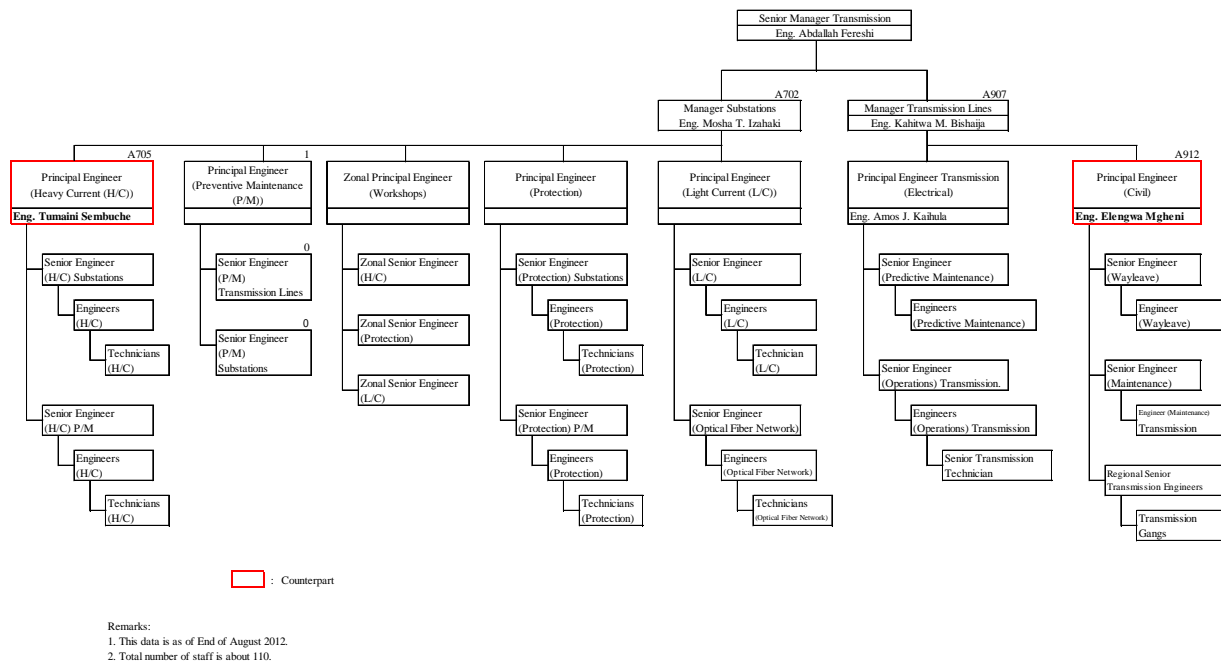 Senior Manager Transmission
Eng. Abdallah Fereshi
A702
Manager Substations
Eng. Mosha T. Izahaki
A907
Manager Transmission Lines
Eng. Kahitwa M. Bishaija
A705
Principal Engineer
(Heavy Current (H/C))
Eng. Tumaini Sembuche
1
Principal Engineer
(Preventive Maintenance
(P/M))
Zonal Principal Engineer
(Workshops)
Principal Engineer
(Protection)
Principal Engineer
(Light Current (L/C))
Principal Engineer Transmission
(Electrical)
Eng. Amos J. Kaihula
A912
Principal Engineer
(Civil)
Eng. Elengwa Mgheni
Senior Engineer
(H/C) Substations
Engineers
(H/C)
Technicians
(H/C)
Senior Engineer
(H/C) P/M
Engineers
(H/C)
Technicians
(H/C)
0
Senior Engineer
(P/M)
Transmission Lines
0
Senior Engineer
(P/M)
Substations
Zonal Senior Engineer
(H/C)
Zonal Senior Engineer
(Protection)
Zonal Senior Engineer
(L/C)
Senior Engineer
(Protection) Substations
Engineers
(Protection)
Technicians
(Protection)
Senior Engineer
(Protection) P/M
Engineers
(Protection)
Technicians
(Protection)
Senior Engineer
(L/C)
Engineers
(L/C)
Technician
(L/C)
Senior Engineer
(Optical Fiber Network)
Engineers
(Optical Fiber Network)
Technicians
(Optical Fiber Network)
Senior Engineer
(Predictive Maintenance)
Engineers
(Predictive Maintenance)
Senior Engineer
(Operations) Transmission.
Engineers
(Operations) Transmission
Senior Transmission
Technician
Senior Engineer
(Wayleave)
Engineer
(Wayleave)
Senior Engineer
(Maintenance)
Engineer (Maintenance)
Transmission
Regional Senior
Transmission Engineers
Transmission
Gangs
: Counterpart
Remarks:
1. This data is as of End of August 2012.
2. Total number of staff is about 110.